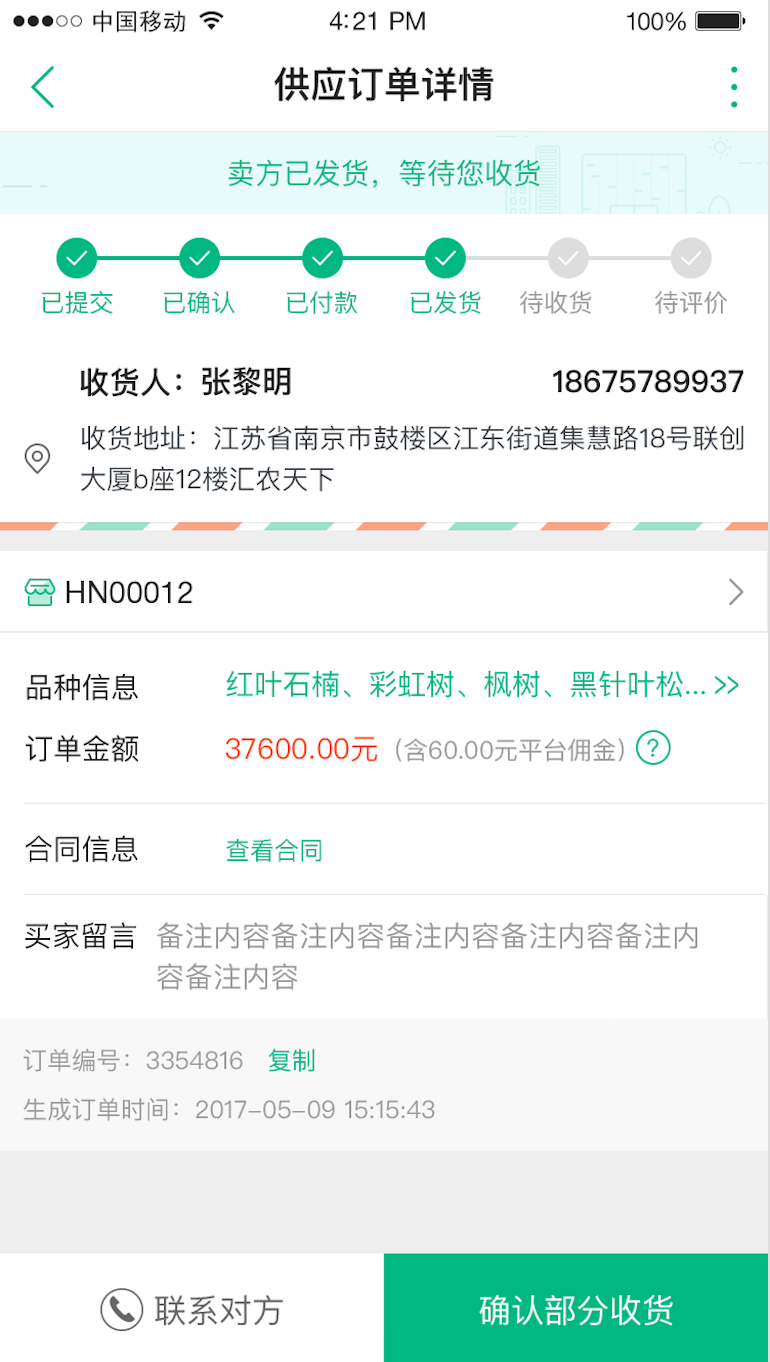 中国移动 4:21 PM 100%
供应订单详情
卖方已发货，等待您收货
已提交 已确认 已付款 已发货 待收货 待评价
收货人：张黎明 18675789937
收货地址：江苏省南京市鼓楼区江东街道集慧路18号联创
大厦b座12楼汇农天下
HN00012
品种信息 红叶石楠、彩虹树、枫树、黑针叶松... >>
订单金额 37600.00元（含60.00元平台佣金）?
合同信息 查看合同
买家留言 备注内容备注内容备注内容备注内容备注内
容备注内容
订单编号：3354816 复制
生成订单时间：2017-05-09 15:15:43
联系对方 确认部分收货